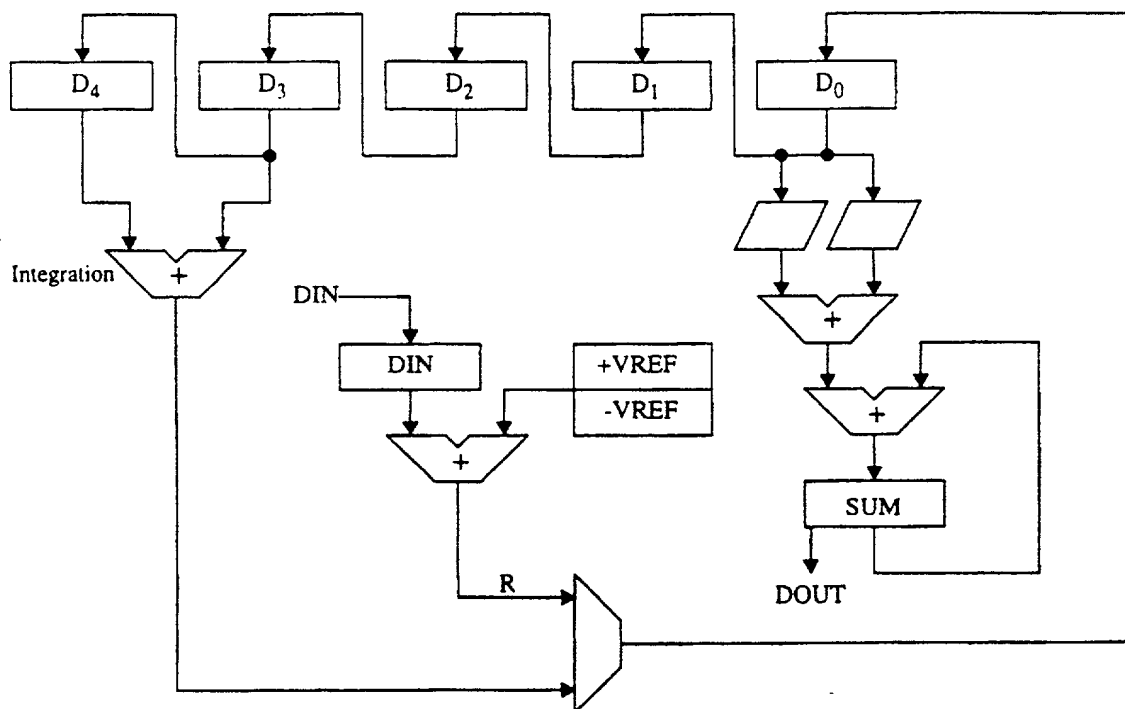 D4
D3
D2
D1
D0
+
Integration
+
DIN
DIN
+VREF
-VREF
+
+
SUM
R
DOUT